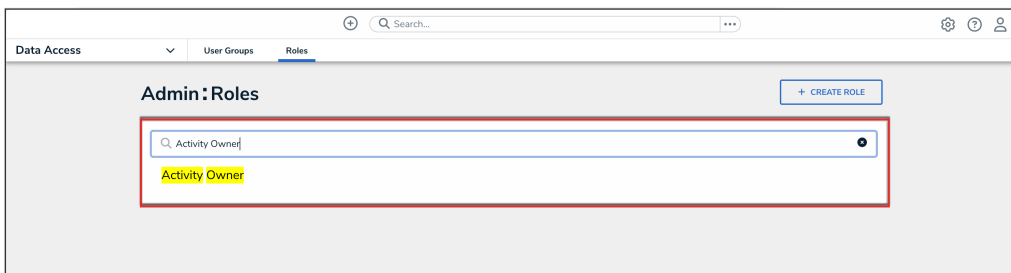 Search...
Data Access
User Groups
Roles
Admin:Roles
+ CREATE ROLE
Activity Owner
Activity Owner